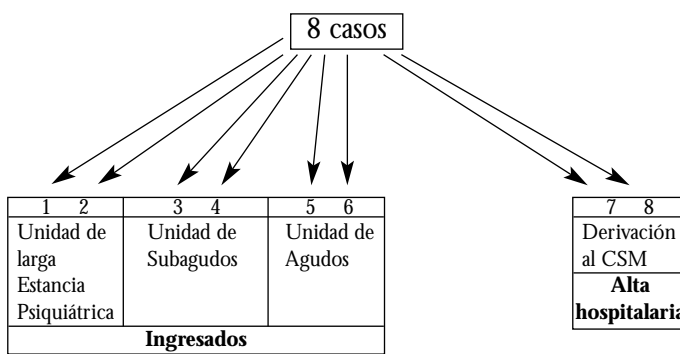 8 casos
1 2
3 4
5 6
7 8
Unidad de
larga
Estancia
Psiquiátrica
Unidad de
Subagudos
Unidad de
Agudos
Derivación
al CSM
Ingresados
Alta
hospitalaria